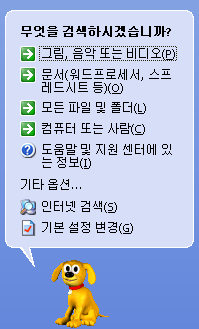 무엇을 검색하시겠습니까?
그림, 음악 또는 비디오(P)
문서(워드프로세서, 스프
레드시트 등)(O)
모든 파일 및 폴더(L)
컴퓨터 또는 사람(C)
도움말 및 지원 센터에 있
는 정보(I)
기타 옵션...
인터넷 검색(S)
기본 설정 변경(G)